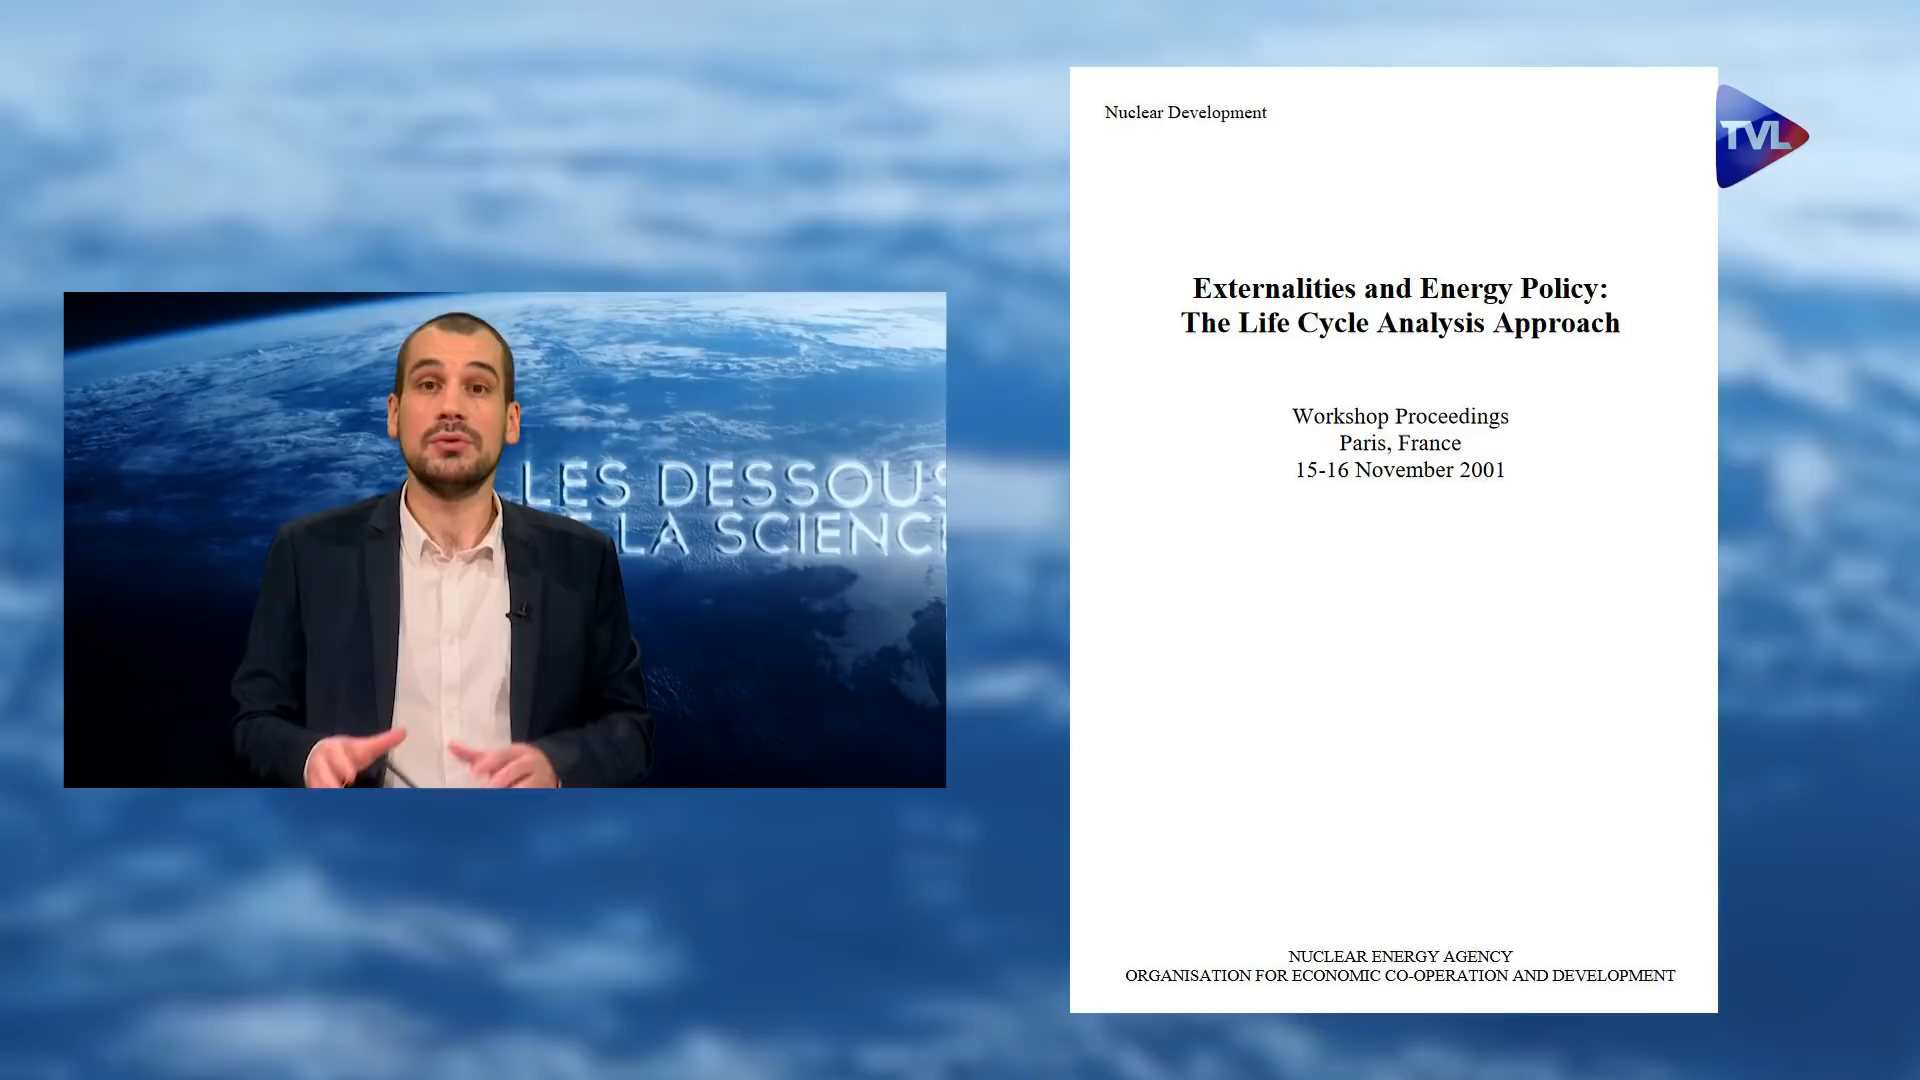 Nuclear Development
TVL
Externalities and Energy Policy:
The Life Cycle Analysis Approach
Workshop Proceedings
Paris, France
15-16 November 2001
LES DESSOUS
LA SCIENC
NUCLEAR ENERGY AGENCY
ORGANISATION FOR ECONOMIC CO-OPERATION AND DEVELOPMENT